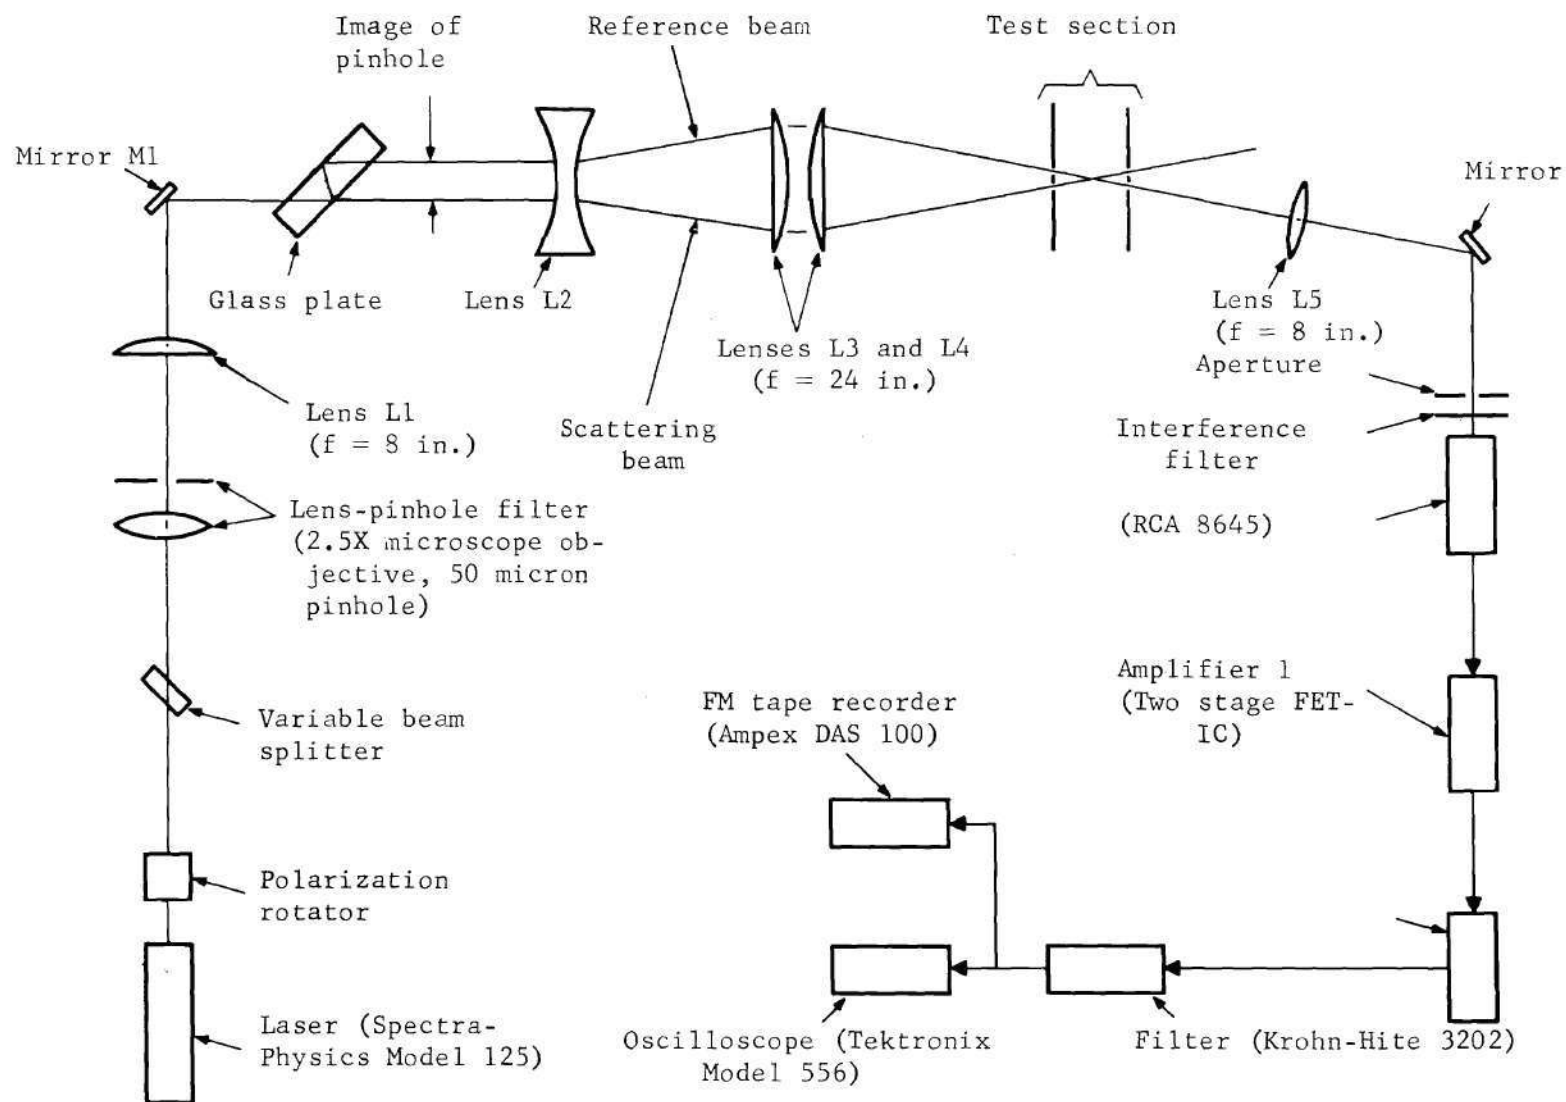 Image of
pinhole
Reference beam
Test section
Mirror M1
Mirror
Glass plate
Lens L2
Lenses L3 and L4
(f = 24 in.)
Lens L5
(f = 8 in.)
Aperture
Lens L1
(f = 8 in.)
Scattering
beam
Interference
filter
Lens-pinhole filter
(2.5X microscope ob-
jective, 50 micron
pinhole)
(RCA 8645)
Variable beam
splitter
FM tape recorder
(Ampex DAS 100)
Amplifier 1
(Two stage FET-
IC)
Polarization
rotator
Laser (Spectra-
Physics Model 125)
Oscilloscope (Tektronix
Model 556)
Filter (Krohn-Hite 3202)